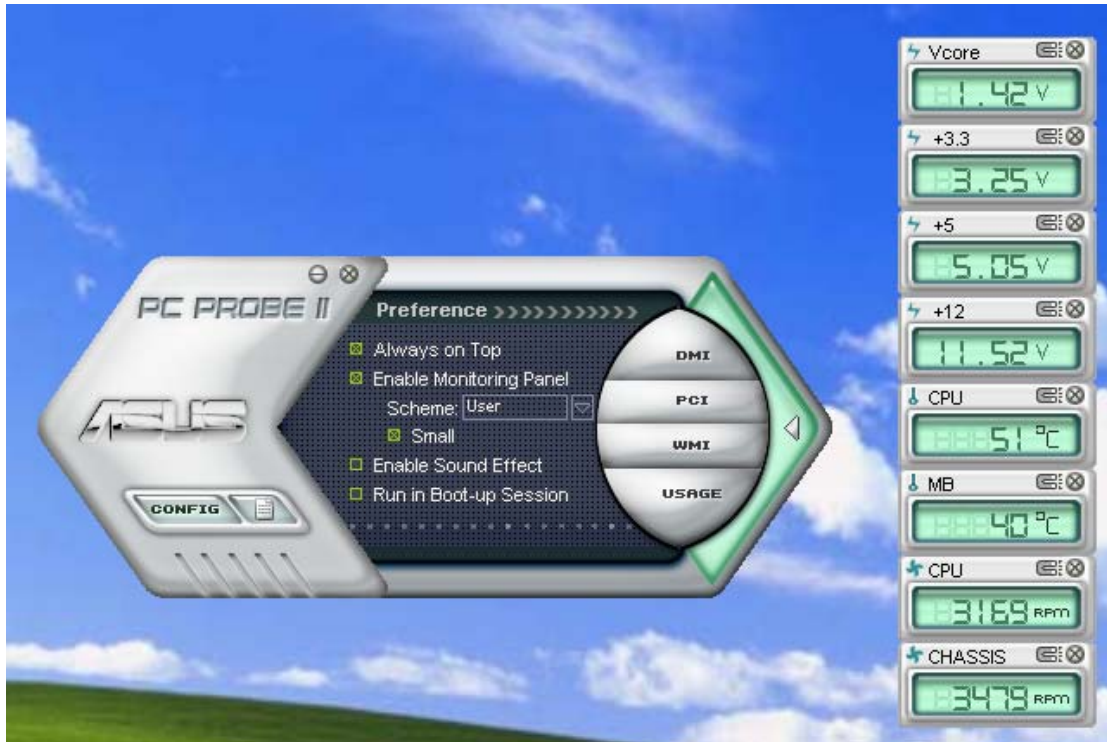 PC PROBE II
ASUS
CONFIG
Preference >>>>>>>>>>>
Always on Top
Enable Monitoring Panel
Scheme: User
Small
Enable Sound Effect
Run in Boot-up Session
DMI
PCI
WMI
USAGE
Vcore
1.42 V
+3.3
3.25 V
+5
5.05 V
+12
11.52 V
CPU
51 °C
MB
40 °C
CPU
3169 RPM
CHASSIS
3479 RPM